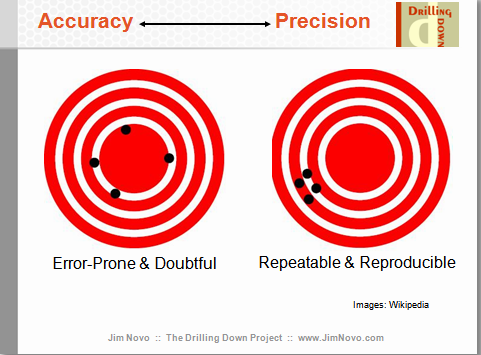 Accuracy Precision
DRILLING
DOWN
d
Error-Prone & Doubtful
Repeatable & Reproducible
Images: Wikipedia
Jim Novo :: The Drilling Down Project :: www.JimNovo.com